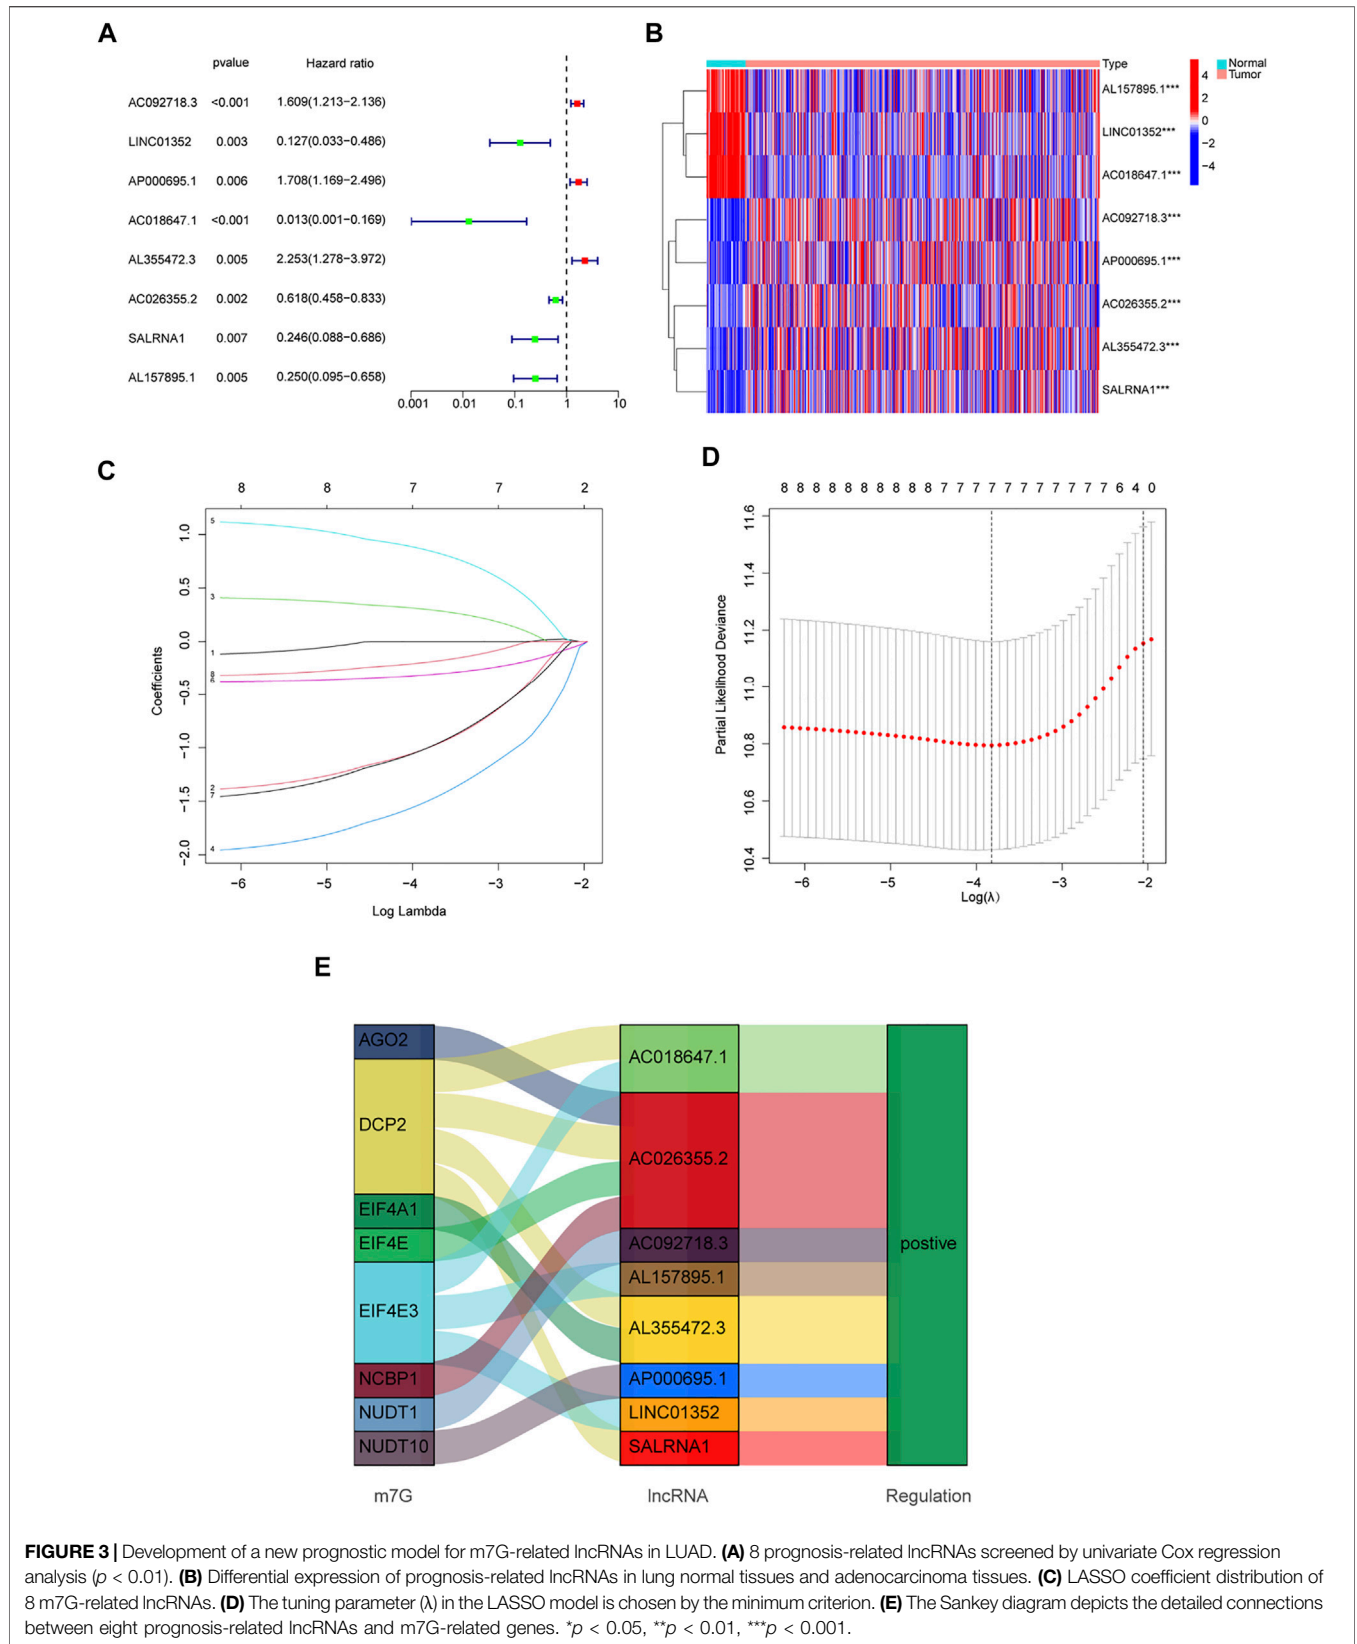 A
pvalue Hazard ratio
AC092718.3 <0.001 1.609(1.213−2.136)
LINC01352 0.003 0.127(0.033−0.486)
AP000695.1 0.006 1.708(1.169−2.496)
AC018647.1 <0.001 0.013(0.001−0.169)
AL355472.3 0.005 2.253(1.278−3.972)
AC026355.2 0.002 0.618(0.458−0.833)
SALRNA1 0.007 0.246(0.088−0.686)
AL157895.1 0.005 0.250(0.095−0.658)
0.001 0.01 0.1 1 10
B
Type
AL157895.1***
LINC01352***
AC018647.1***
AC092718.3***
AP000695.1***
AC026355.2***
AL355472.3***
SALRNA1***
4
2
0
−2
−4
Normal
Tumor
C
8 8 7 7 2
Coefficients
1.0
0.5
0.0
−0.5
−1.0
−1.5
−2.0
5
3
1
8
6
2
7
4
−6 −5 −4 −3 −2
Log Lambda
D
8 8 8 8 8 8 8 8 8 8 7 7 7 7 7 7 7 7 7 7 7 6 4 0
Partial Likelihood Deviance
11.6
11.4
11.2
11.0
10.8
10.6
10.4
−6 −5 −4 −3 −2
Log(λ)
E
AGO2
DCP2
EIF4A1
EIF4E
EIF4E3
NCBP1
NUDT1
NUDT10
AC018647.1
AC026355.2
AC092718.3
AL157895.1
AL355472.3
AP000695.1
LINC01352
SALRNA1
postive
m7G lncRNA Regulation
FIGURE 3 | Development of a new prognostic model for m7G-related lncRNAs in LUAD. (A) 8 prognosis-related lncRNAs screened by univariate Cox regression
analysis (p < 0.01). (B) Differential expression of prognosis-related lncRNAs in lung normal tissues and adenocarcinoma tissues. (C) LASSO coefficient distribution of
8 m7G-related lncRNAs. (D) The tuning parameter (λ) in the LASSO model is chosen by the minimum criterion. (E) The Sankey diagram depicts the detailed connections
between eight prognosis-related lncRNAs and m7G-related genes. *p < 0.05, **p < 0.01, ***p < 0.001.